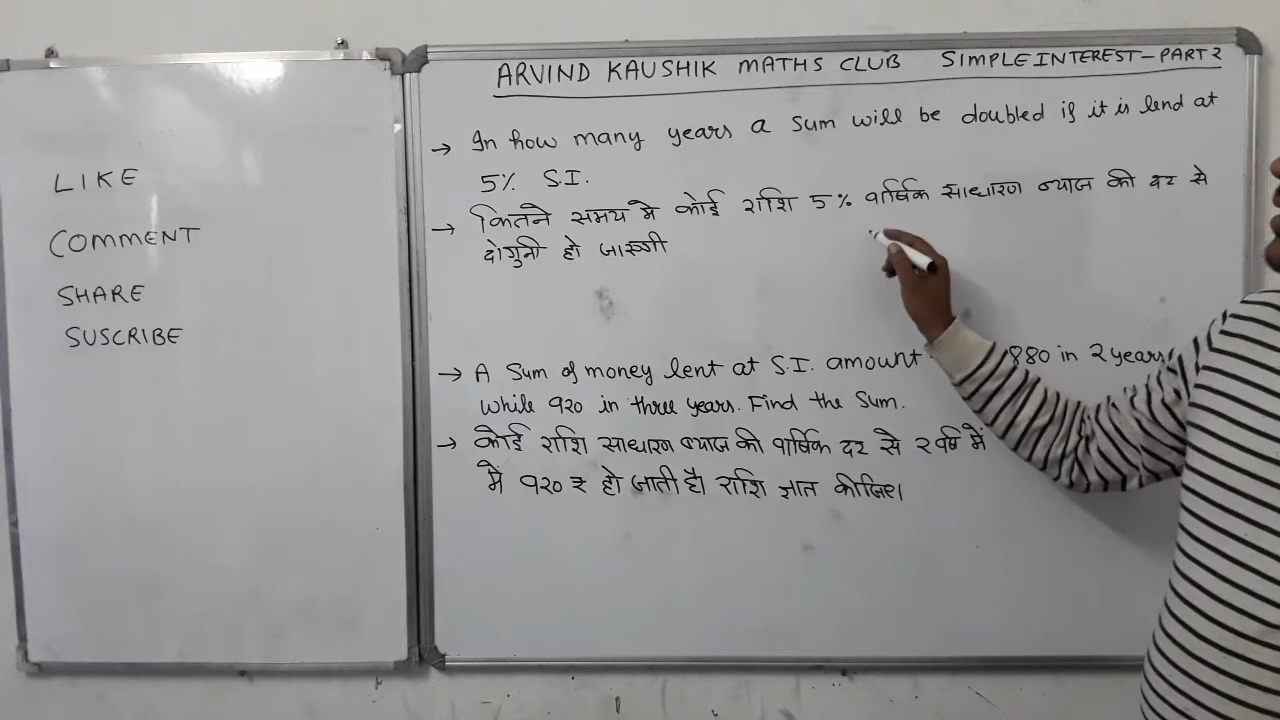 LIKE
COMMENT
SHARE
SUSCRIBE
ARVIND KAUSHIK MATHS CLUB SIMPLE INTEREST-PART 2
→ In how many years a sum will be doubled if it is lend at
5% S.I.
→ कितने समय मे कोई राशि 5% वार्षिक साधारण ब्याज की दर से
दोगुनी हो जाएगी
→ A Sum of money lent at S.I. amount 880 in 2 years
while 920 in three years. Find the Sum.
→ कोई राशि साधारण ब्याज की वार्षिक दर से 2 वर्ष में
में 920 ₹ हो जाती है। राशि ज्ञात कीजिए।